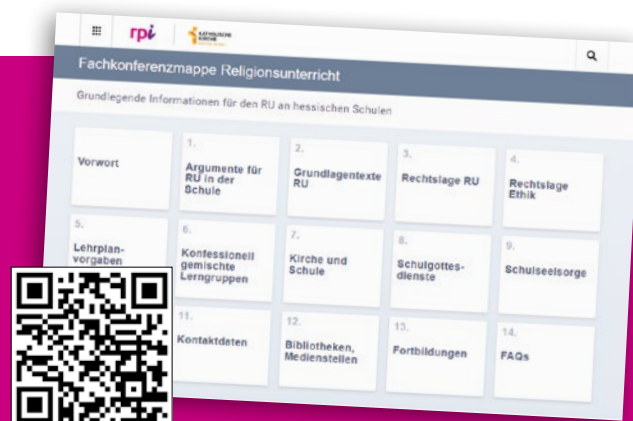 rpi
KATHOLISCHE
KIRCHE
Fachkonferenzmappe Religionsunterricht
Grundlegende Informationen für den RU an hessischen Schulen
Vorwort
1.
Argumente für
RU in der
Schule
2.
Grundlagentexte
RU
3.
Rechtslage RU
4.
Rechtslage
Ethik
5.
Lehrplan-
vorgaben
6.
Konfessionell
gemischte
Lerngruppen
7.
Kirche und
Schule
8.
Schulgottes-
dienste
9.
Schulseelsorge
11.
Kontaktdaten
12.
Bibliotheken,
Medienstellen
13.
Fortbildungen
14.
FAQs